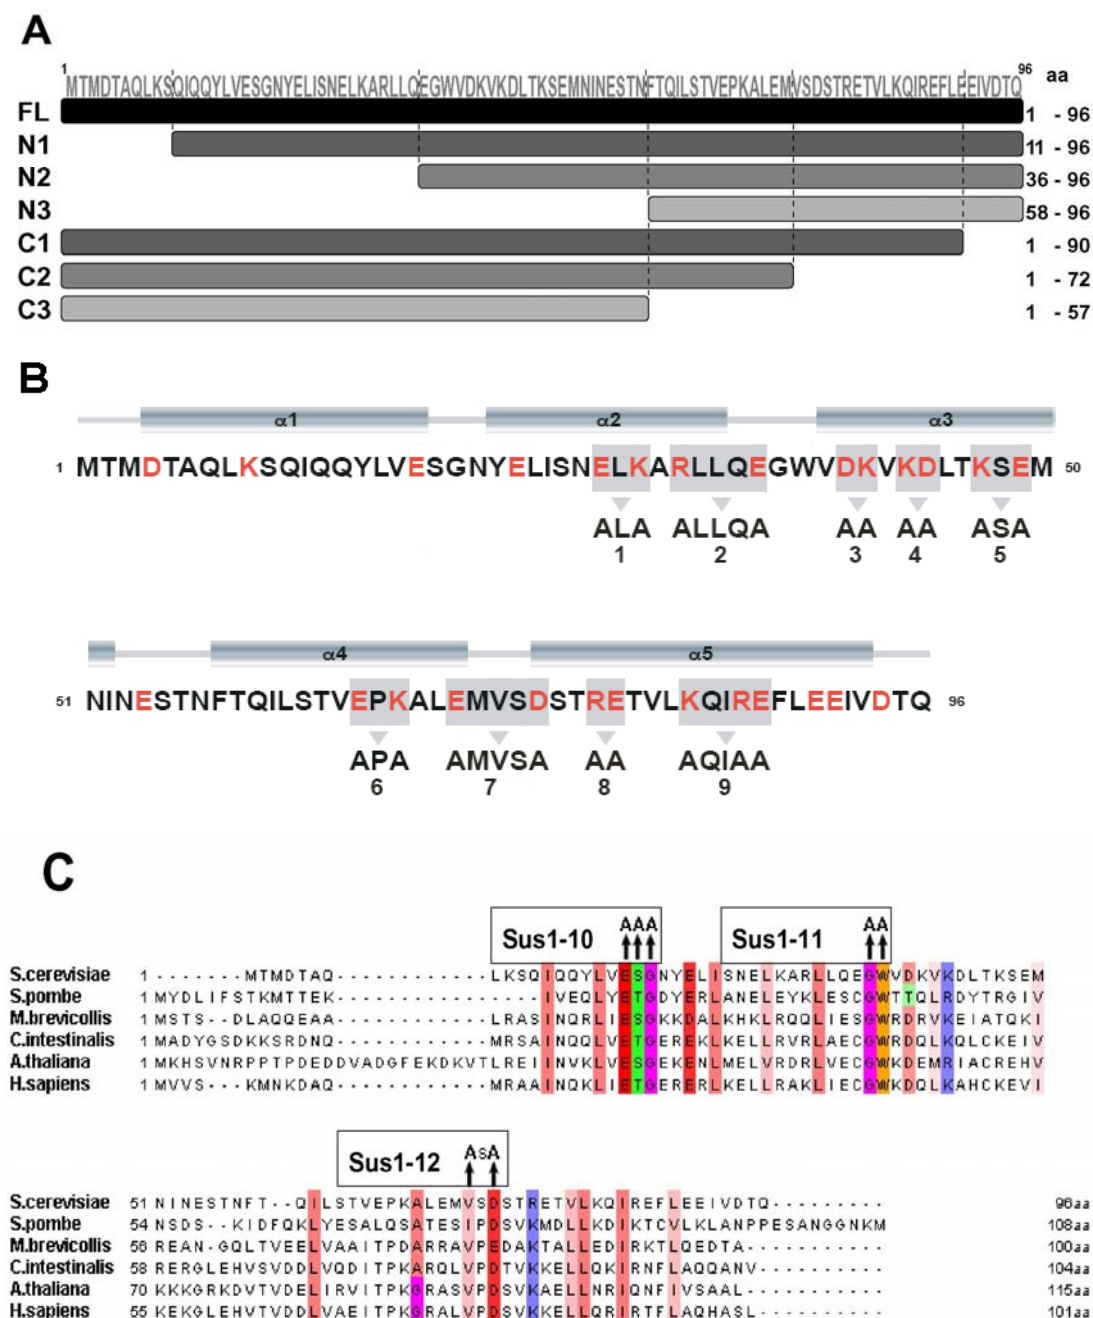 A
1 MTMDTAQLKSQIQQYLVESGNYELISNELKARLLQEGWVDKVKDLTKSEMNINESTNFTQILSTVEPKALEMVSDSTRETVLKQIREFLEEIVDTQ 96 aa
FL 1 - 96
N1 11 - 96
N2 36 - 96
N3 58 - 96
C1 1 - 90
C2 1 - 72
C3 1 - 57
B
α1 α2 α3
1 MTMDTAQLKSQIQQYLVESGNYELISNELKARLLQEGWVDKVKDLTKSEM 50
ALA ALLQA AA AA ASA
1 2 3 4 5
α4 α5
51 NINESTNFTQILSTVEPKALEMVSDSTRETVLKQIREFLEEIVDTQ 96
APA AMVSA AA AQIAA
6 7 8 9
C
Sus1-10 AAA Sus1-11 AA
S.cerevisiae 1 - - - - - - - MTMDTAQ - - - - - - - - - - - - LKSQIQQYLVESGNYELISNELKARLLQEGWVDKVKDLTKSEM
S.pombe 1 MYDLIFSTKMTTEK - - - - - - - - - - - - - - - - IVEQLYETGDYERLANELEYKLESCGWTTQLRDYTRGIV
M.brevicollis 1 MSTS - - DLAQQEAA - - - - - - - - - - - - LRASINQRLIESGKKDALKHKLRQQLIESGWRDRVKEIATQKI
C.intestinalis 1 MADYGSDKKSRDNQ - - - - - - - - - - - - MRSAINQKLVETGEREKLKELLRVRLAECGWRDQLKQLCKEIV
A.thaliana 1 MKHSVNRPPTPDEDDVADGFEKDKVTLREIINVKLVESGEKENLMELVRDRLVECGWKDEMRIACREHV
H.sapiens 1 MVVS - - KMNKDAQ - - - - - - - - - - - - - MRAAINQKLIETGERERLKELLRAKLIECGWKDQLKAHCKEVI
Sus1-12 ASA
S.cerevisiae 51 NINESTNFT - - QILSTVEPKALEMVSDSTRETVLKQIREFLEEIVDTQ - - - - - - - - - 96aa
S.pombe 54 NSDS - - KIDFQKLYESALQSATESIPDSVKMDLLKDIKTCVLKLANPPESANGGNKM 108aa
M.brevicollis 56 REAN - GQLTVEELVAAITPDARRAVPEDAKTALLEDIRKTLQEDTA - - - - - - - - - - - 100aa
C.intestinalis 58 RERGLEHVSVDDLVQDITPKARQLVPDTVKKELLQKIRNFLAQQANV - - - - - - - - - - 104aa
A.thaliana 70 KKKGRKDVTVDELIRVITPKGRASVPDSVKAELLNRIQNFIVSAAL - - - - - - - - - - - 115aa
H.sapiens 55 KEKGLEHVTVDDLVAEITPKGRALVPDSVKKELLQRIRTFLAQHASL - - - - - - - - - - 101aa